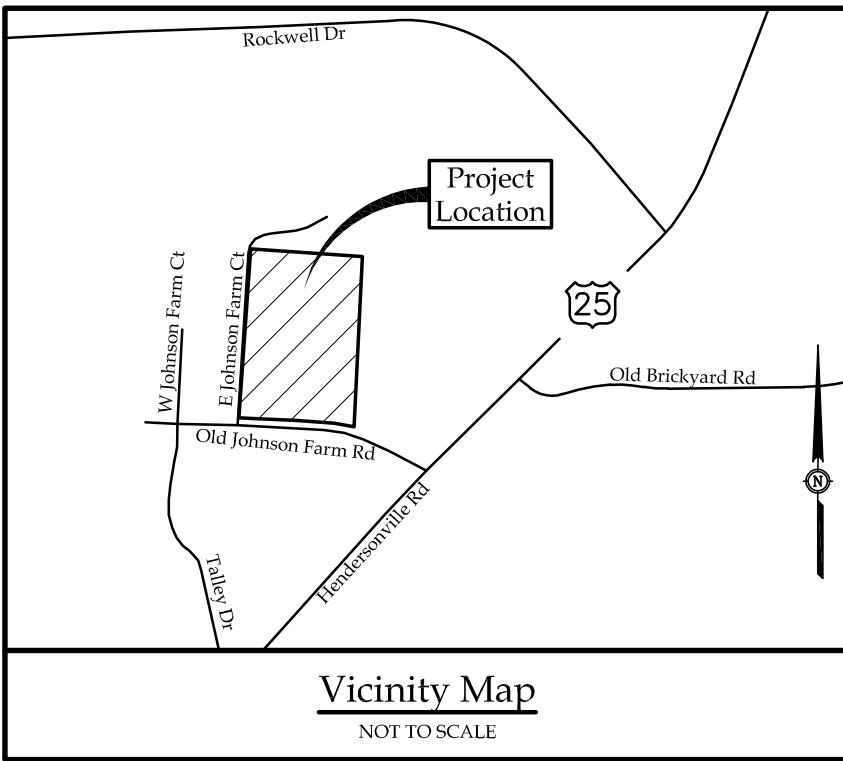 Rockwell Dr
Project
Location
W Johnson Farm Ct
E Johnson Farm Ct
25
Old Brickyard Rd
Old Johnson Farm Rd
Hendersonville Rd
N
Talley Dr
Vicinity Map
NOT TO SCALE